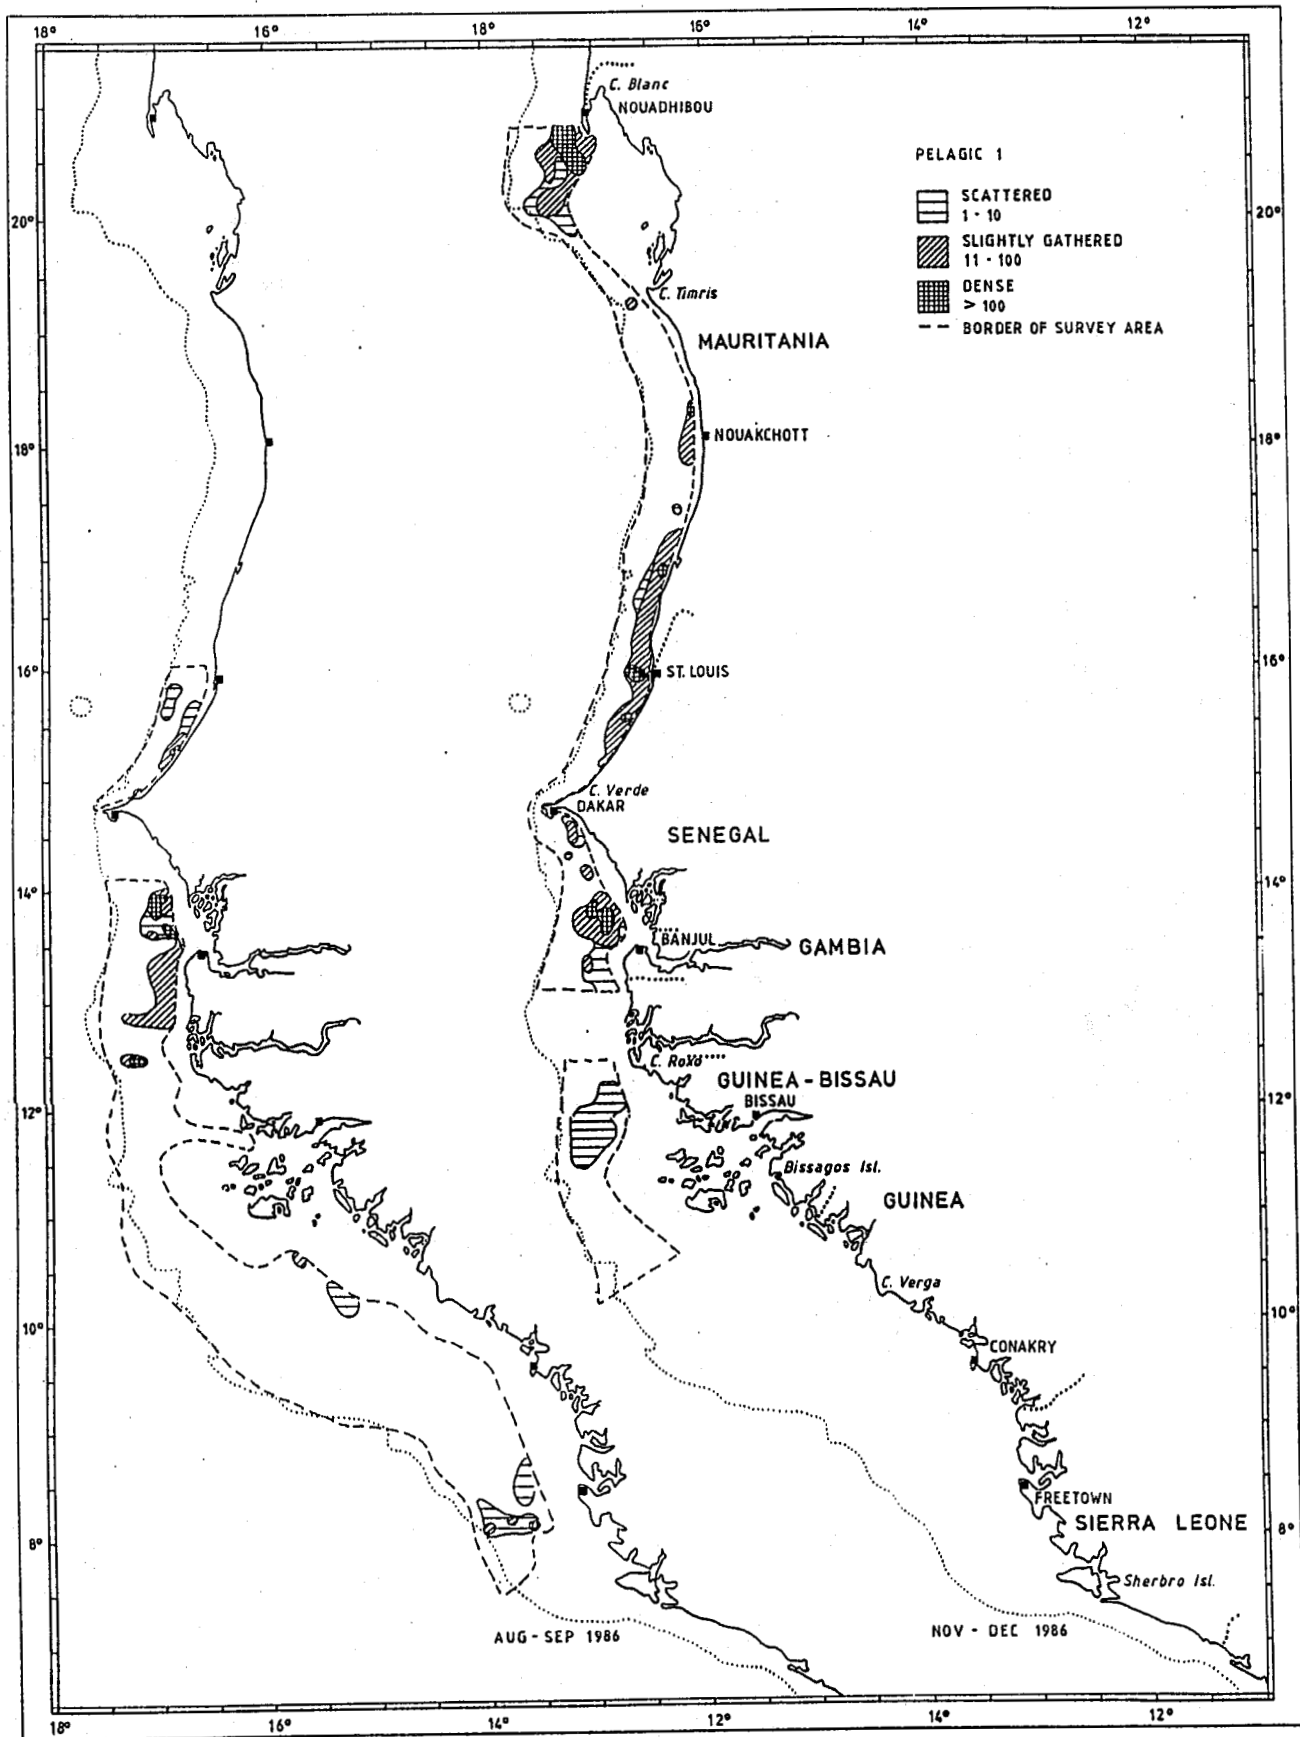 18°
16°
18°
14°
16°
12°
C. Blanc
NOUADHIBOU
PELAGIC 1
SCATTERED
1 - 10
SLIGHTLY GATHERED
11 - 100
DENSE
> 100
BORDER OF SURVEY AREA
20°
20°
C. Timris
MAURITANIA
NOUAKCHOTT
18°
18°
16°
ST. LOUIS
16°
C. Verde
DAKAR
SENEGAL
14°
14°
BANJUL
GAMBIA
C. Roxo
GUINEA - BISSAU
BISSAU
12°
12°
Bissagos Isl.
GUINEA
C. Verga
10°
10°
CONAKRY
FREETOWN
SIERRA LEONE
8°
8°
Sherbro Isl.
AUG - SEP 1986
NOV - DEC 1986
18°
16°
14°
12°
14°
12°